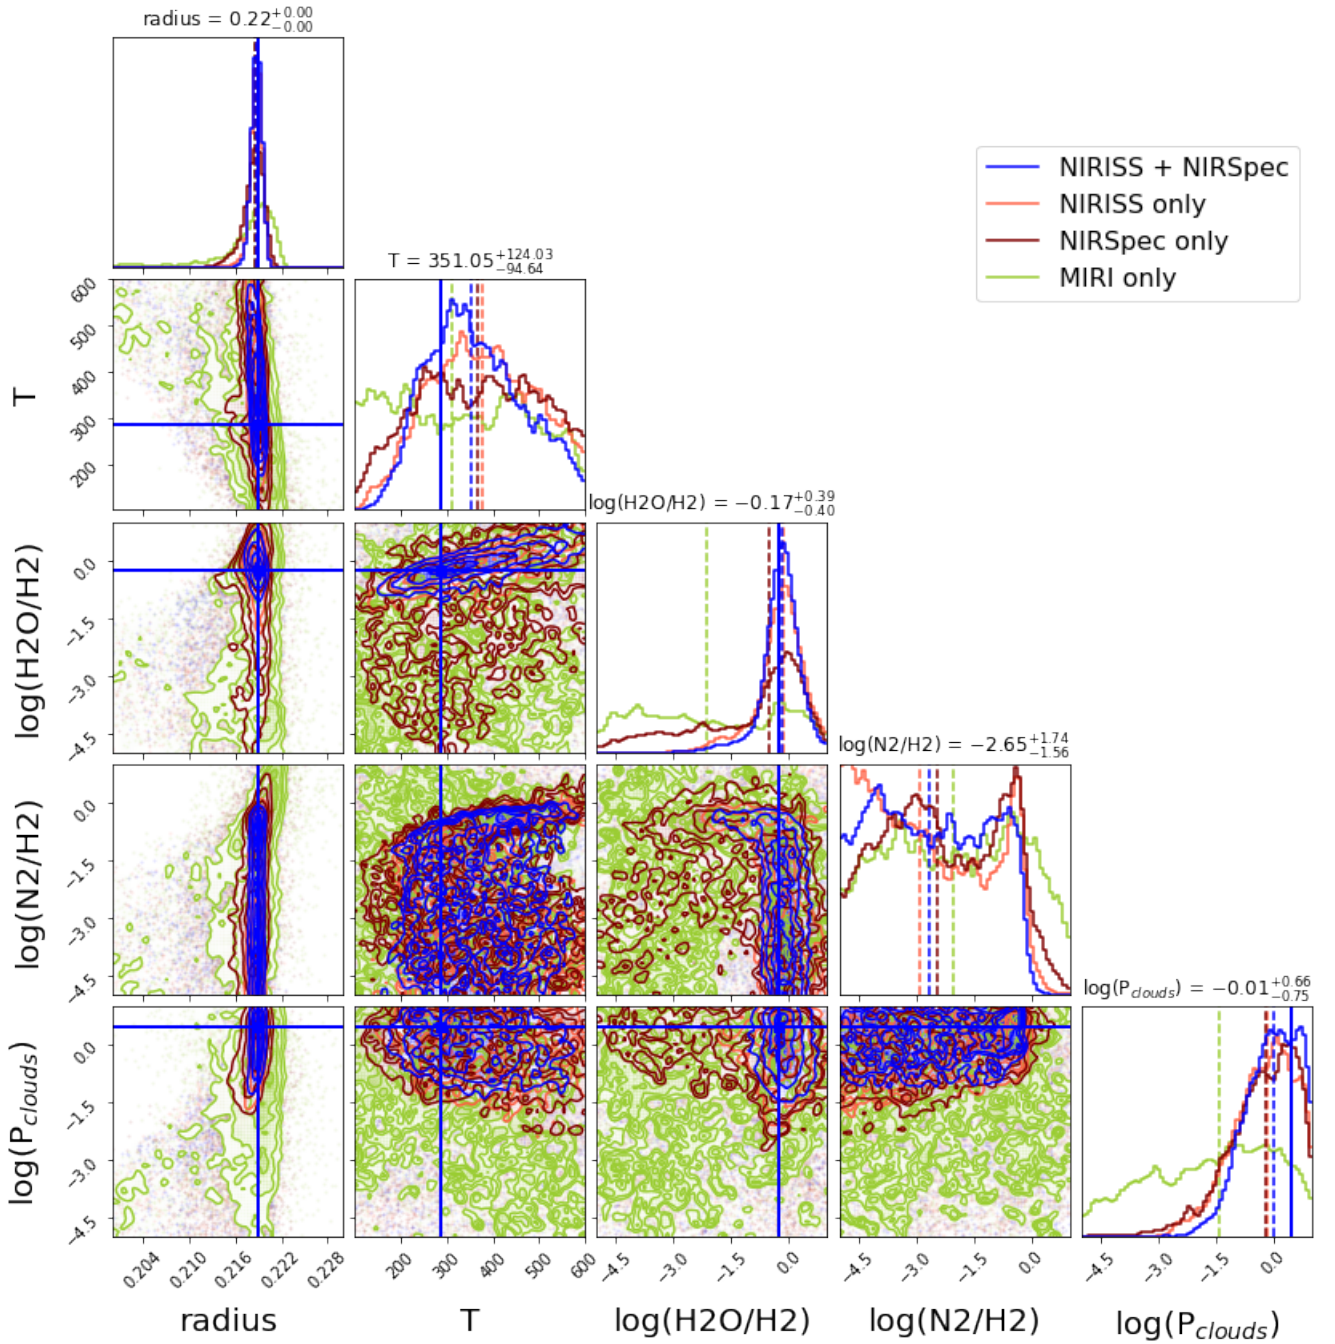 radius = 0.22+0.00 −0.00
NIRISS + NIRSpec
NIRISS only
NIRSpec only
MIRI only
T = 351.05+124.03 −94.64
600
500
400
300
200
T
log(H2O/H2) = −0.17+0.39 −0.40
0.0
−1.5
−3.0
−4.5
log(H2O/H2)
log(N2/H2) = −2.65+1.74 −1.56
0.0
−1.5
−3.0
−4.5
log(N2/H2)
log(Pclouds) = −0.01+0.66 −0.75
0.0
−1.5
−3.0
−4.5
log(Pclouds)
0.204 0.210 0.216 0.222 0.228 200 300 400 500 600 −4.5 −3.0 −1.5 0.0 −4.5 −3.0 −1.5 0.0 −4.5 −3.0 −1.5 0.0
radius T log(H2O/H2) log(N2/H2) log(Pclouds)